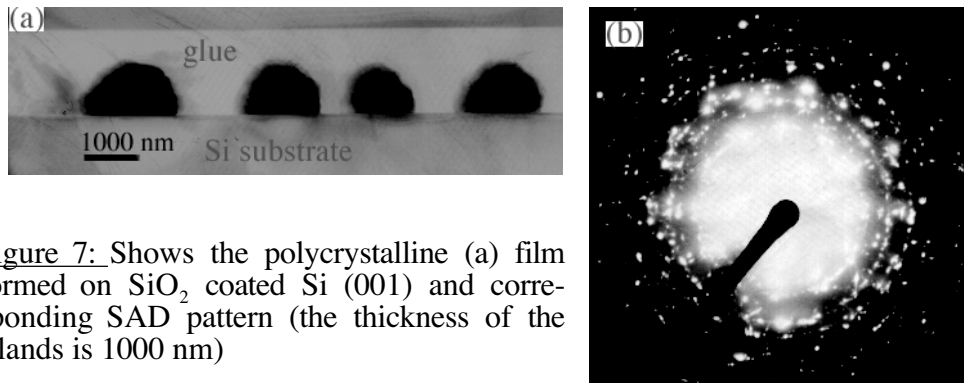 (a)
glue
1000 nm
Si substrate
(b)
igure 7: Shows the polycrystalline (a) film
ormed on SiO₂ coated Si (001) and corre-
ponding SAD pattern (the thickness of the
lands is 1000 nm)